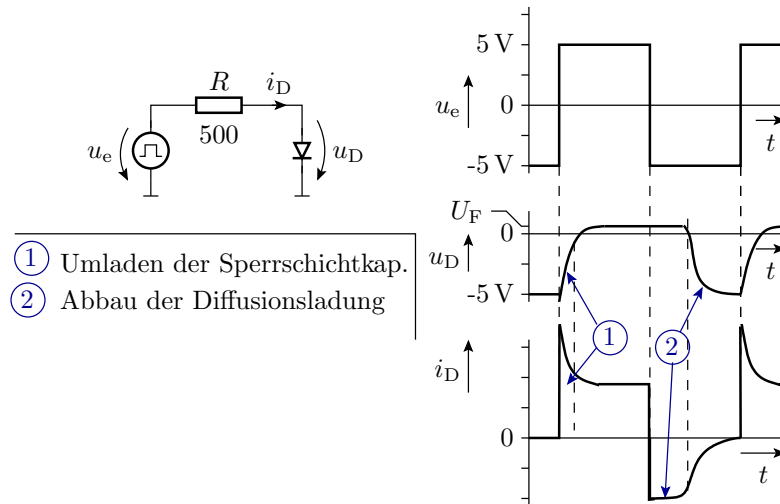 R
i_D
500
u_e
u_D
1 Umladen der Sperrschichtkap.
2 Abbau der Diffusionsladung
5 V
u_e
0
t
-5 V
U_F
0
u_D
t
-5 V
1
2
i_D
0
t